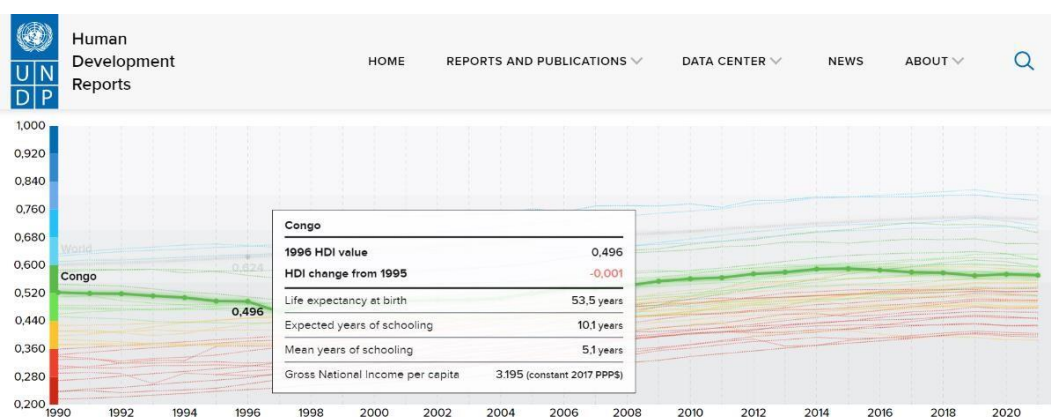 Human
Development
Reports
UN
DP
HOME REPORTS AND PUBLICATIONS DATA CENTER NEWS ABOUT
1,000
0,920
0,840
0,760
0,680
0,600
0,520
0,440
0,360
0,280
0,200
World
0,624
Congo
0,496
Congo
1996 HDI value 0,496
HDI change from 1995 -0,001
Life expectancy at birth 53,5 years
Expected years of schooling 10,1 years
Mean years of schooling 5,1 years
Gross National Income per capita 3.195 (constant 2017 PPP$)
1990 1992 1994 1996 1998 2000 2002 2004 2006 2008 2010 2012 2014 2016 2018 2020